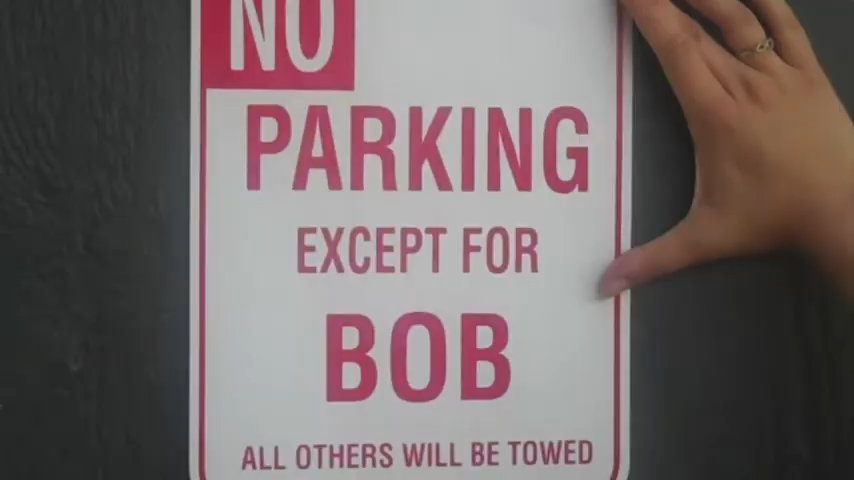 NO
PARKING
EXCEPT FOR
BOB
ALL OTHERS WILL BE TOWED